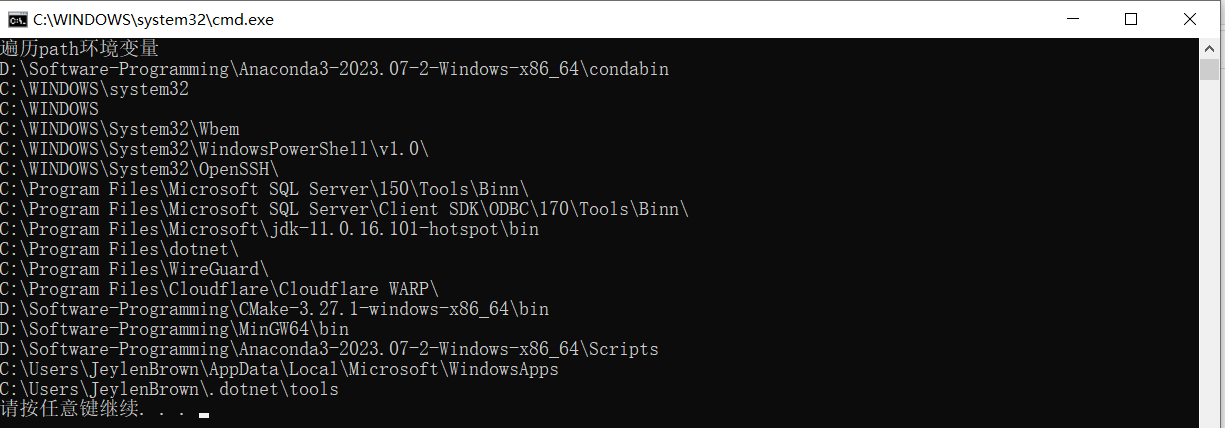 C:\WINDOWS\system32\cmd.exe
遍历path环境变量
D:\Software-Programming\Anaconda3-2023.07-2-Windows-x86_64\condabin
C:\WINDOWS\system32
C:\WINDOWS
C:\WINDOWS\System32\Wbem
C:\WINDOWS\System32\WindowsPowerShell\v1.0\
C:\WINDOWS\System32\OpenSSH\
C:\Program Files\Microsoft SQL Server\150\Tools\Binn\
C:\Program Files\Microsoft SQL Server\Client SDK\ODBC\170\Tools\Binn\
C:\Program Files\Microsoft\jdk-11.0.16.101-hotspot\bin
C:\Program Files\dotnet\
C:\Program Files\WireGuard\
C:\Program Files\Cloudflare\Cloudflare WARP\
D:\Software-Programming\CMake-3.27.1-windows-x86_64\bin
D:\Software-Programming\MinGW64\bin
D:\Software-Programming\Anaconda3-2023.07-2-Windows-x86_64\Scripts
C:\Users\JeylenBrown\AppData\Local\Microsoft\WindowsApps
C:\Users\JeylenBrown\.dotnet\tools
请按任意键继续. . .